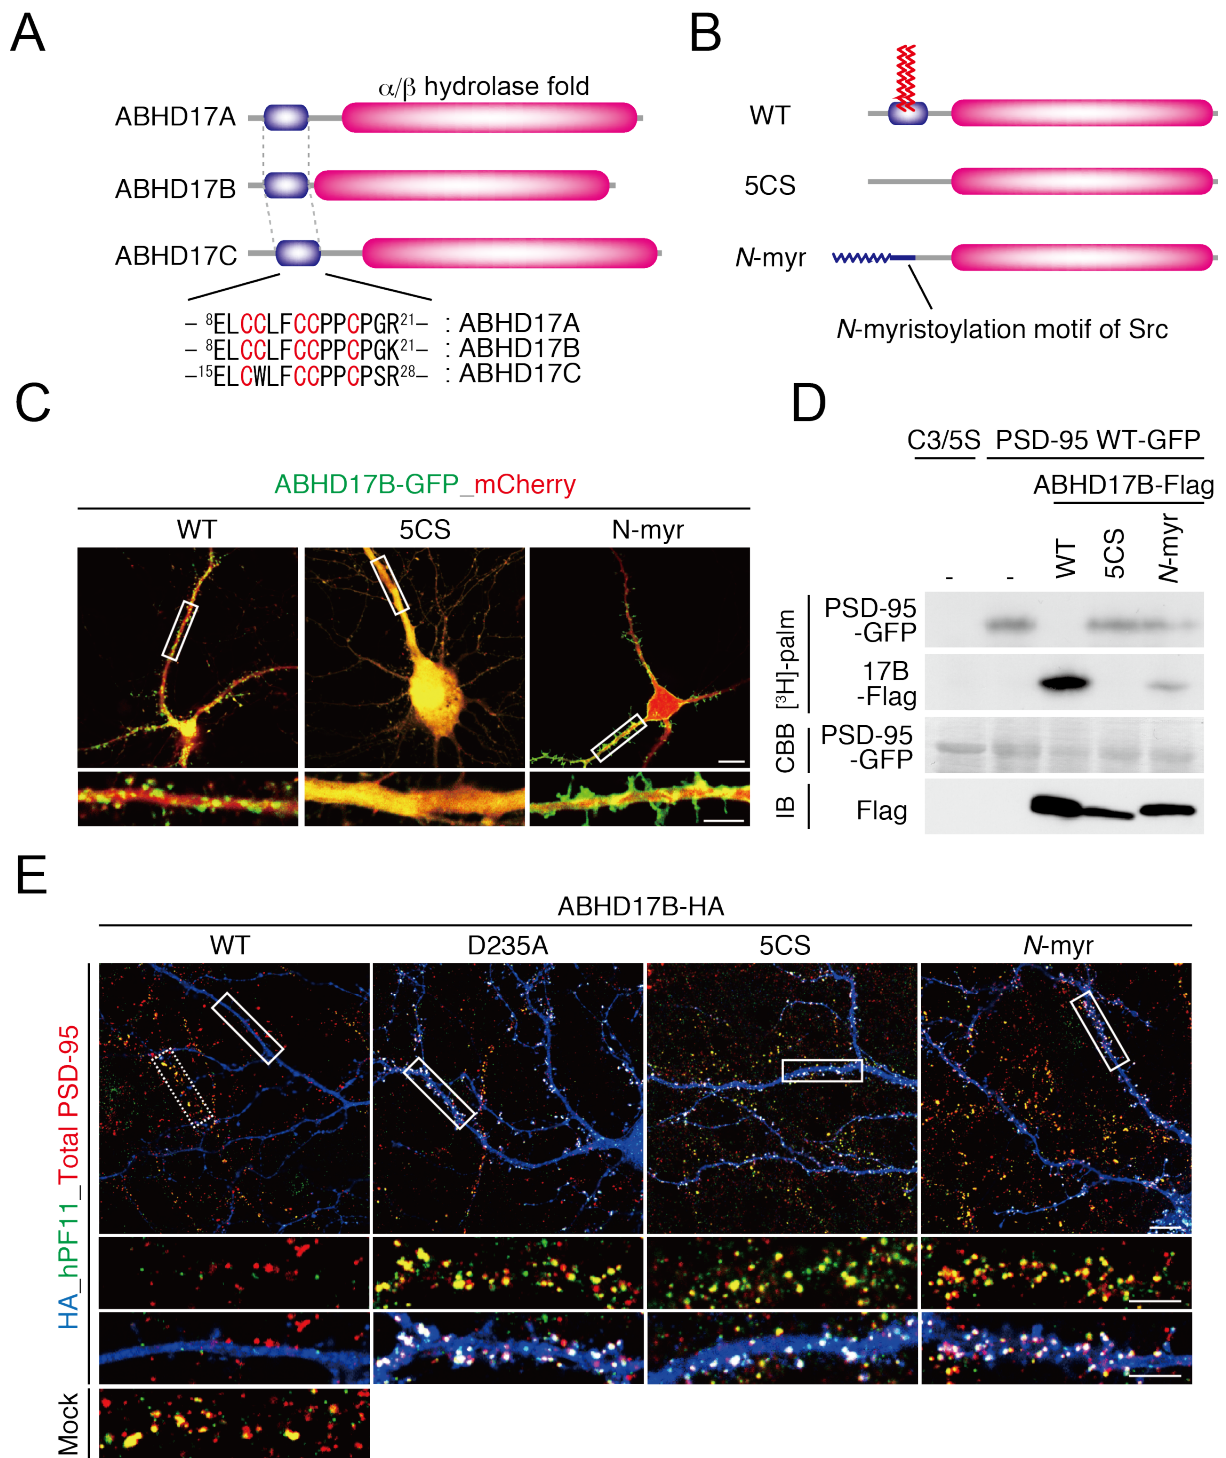 A
α/β hydrolase fold
ABHD17A
ABHD17B
ABHD17C
– ⁸ELCCLFCCPPCPGR²¹– : ABHD17A
– ⁸ELCCLFCCPPCPGK²¹– : ABHD17B
–¹⁵ELCWLFCCPPCPSR²⁸– : ABHD17C
B
WT
5CS
N-myr
N-myristoylation motif of Src
C
ABHD17B-GFP_mCherry
WT 5CS N-myr
D
C3/5S PSD-95 WT-GFP
ABHD17B-Flag
- - WT 5CS N-myr
[³H]-palm
PSD-95
-GFP
17B
-Flag
CBB
PSD-95
-GFP
IB
Flag
E
ABHD17B-HA
WT D235A 5CS N-myr
HA_hPF11_Total PSD-95
Mock